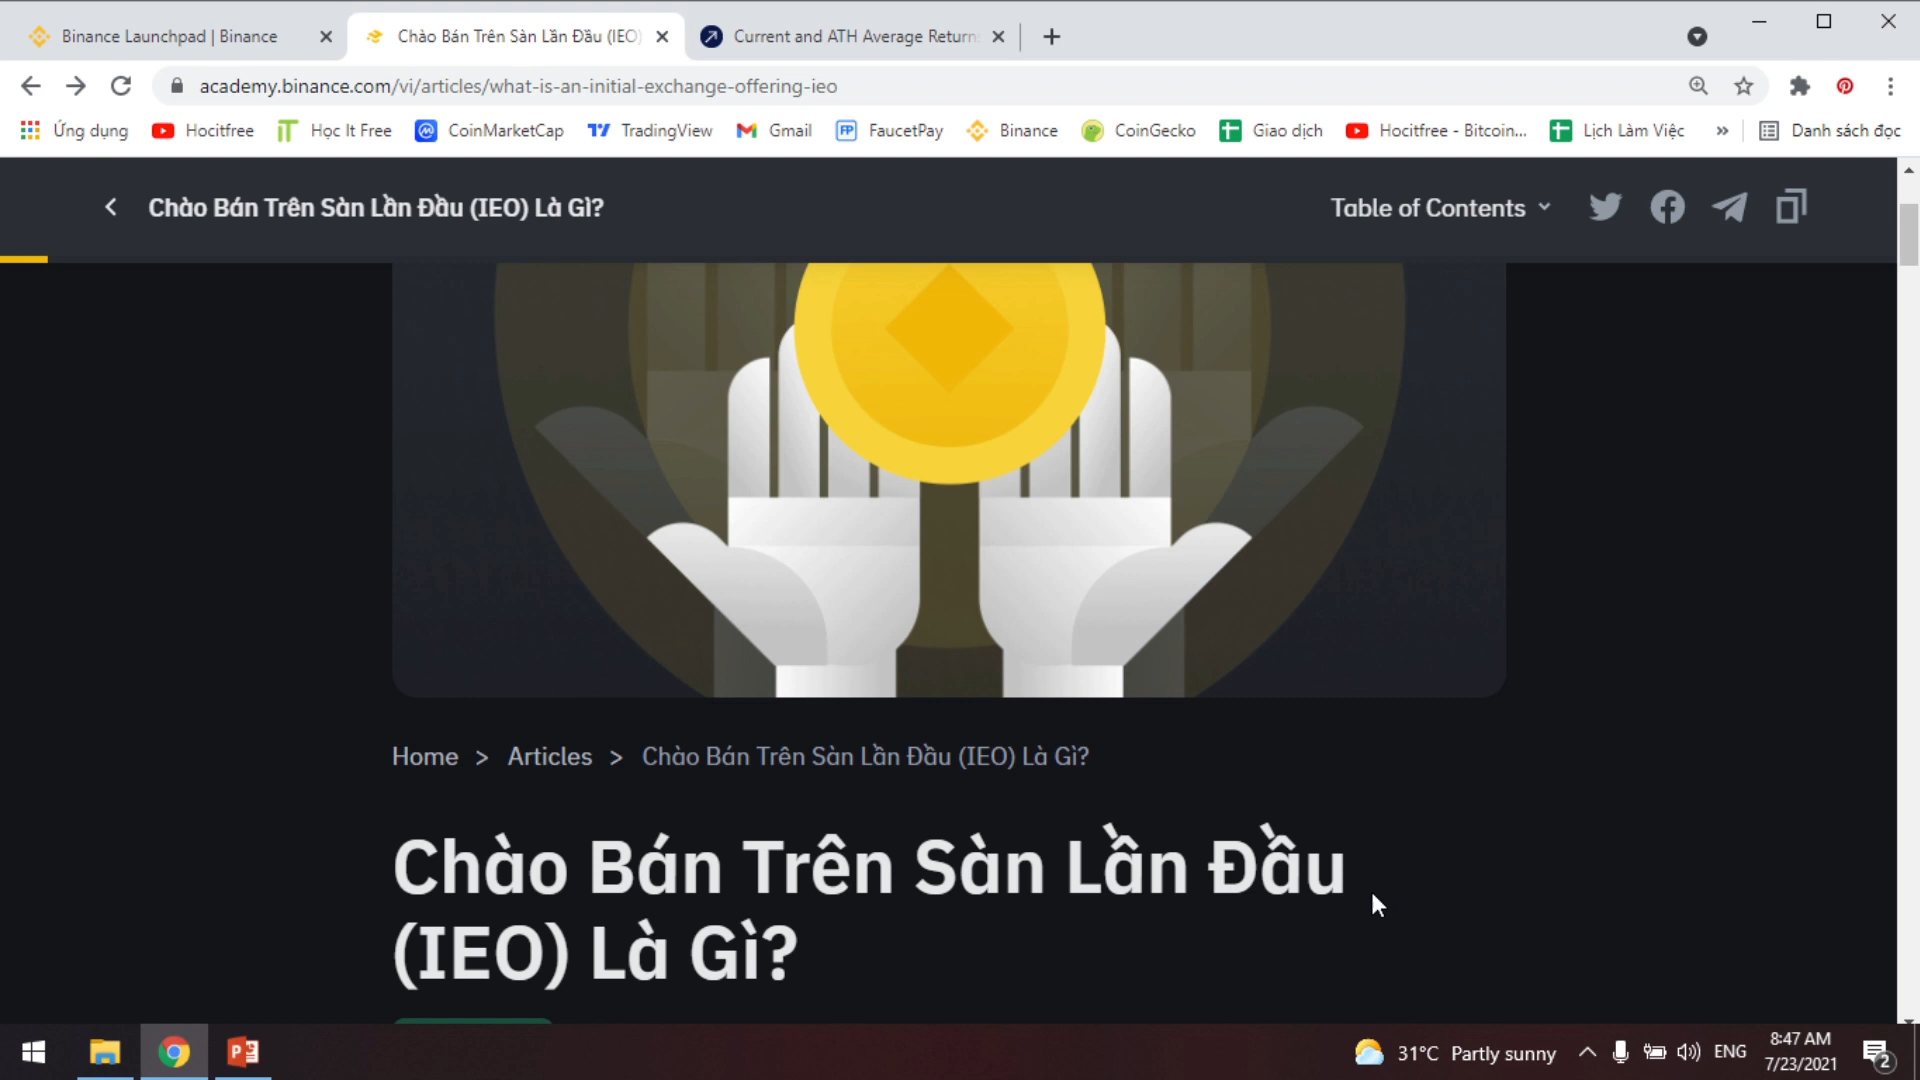 Binance Launchpad | Binance
Chào Bán Trên Sàn Lần Đầu (IEO)
Current and ATH Average Return
academy.binance.com/vi/articles/what-is-an-initial-exchange-offering-ieo
Ứng dụng
Hocitfree
Học It Free
CoinMarketCap
TradingView
Gmail
FaucetPay
Binance
CoinGecko
Giao dịch
Hocitfree - Bitcoin...
Lịch Làm Việc
»
Danh sách đọc
Chào Bán Trên Sàn Lần Đầu (IEO) Là Gì?
Table of Contents
Home > Articles > Chào Bán Trên Sàn Lần Đầu (IEO) Là Gì?
Chào Bán Trên Sàn Lần Đầu
(IEO) Là Gì?
31°C Partly sunny
ENG
8:47 AM
7/23/2021
2